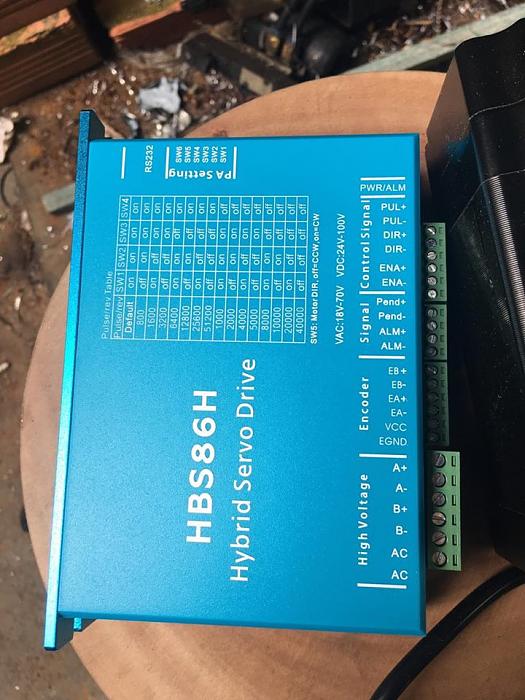 HBS86H
Hybrid Servo Drive
Pulse/rev Table
Pulse/rev SW1 SW2 SW3 SW4
Default on on on on
800 off on on on
1600 on off on on
3200 off off on on
6400 on on off on
12800 off on off on
25600 on off off on
51200 off off off on
1000 on on on off
2000 off on on off
4000 on off on off
5000 off off on off
8000 on on off off
10000 off on off off
20000 on off off off
40000 off off off off
SW5: Motor DIR, off=CCW, on=CW
VAC:18V-70V VDC:24V-100V
RS232
SW6
SW5
SW4
SW3
SW2
SW1
PA Setting
PWR/ALM
Control Signal
PUL+
PUL-
DIR+
DIR-
ENA+
ENA-
Signal
Pend+
Pend-
ALM+
ALM-
Encoder
EB+
EB-
EA+
EA-
VCC
EGND
High Voltage
A+
A-
B+
B-
AC
AC